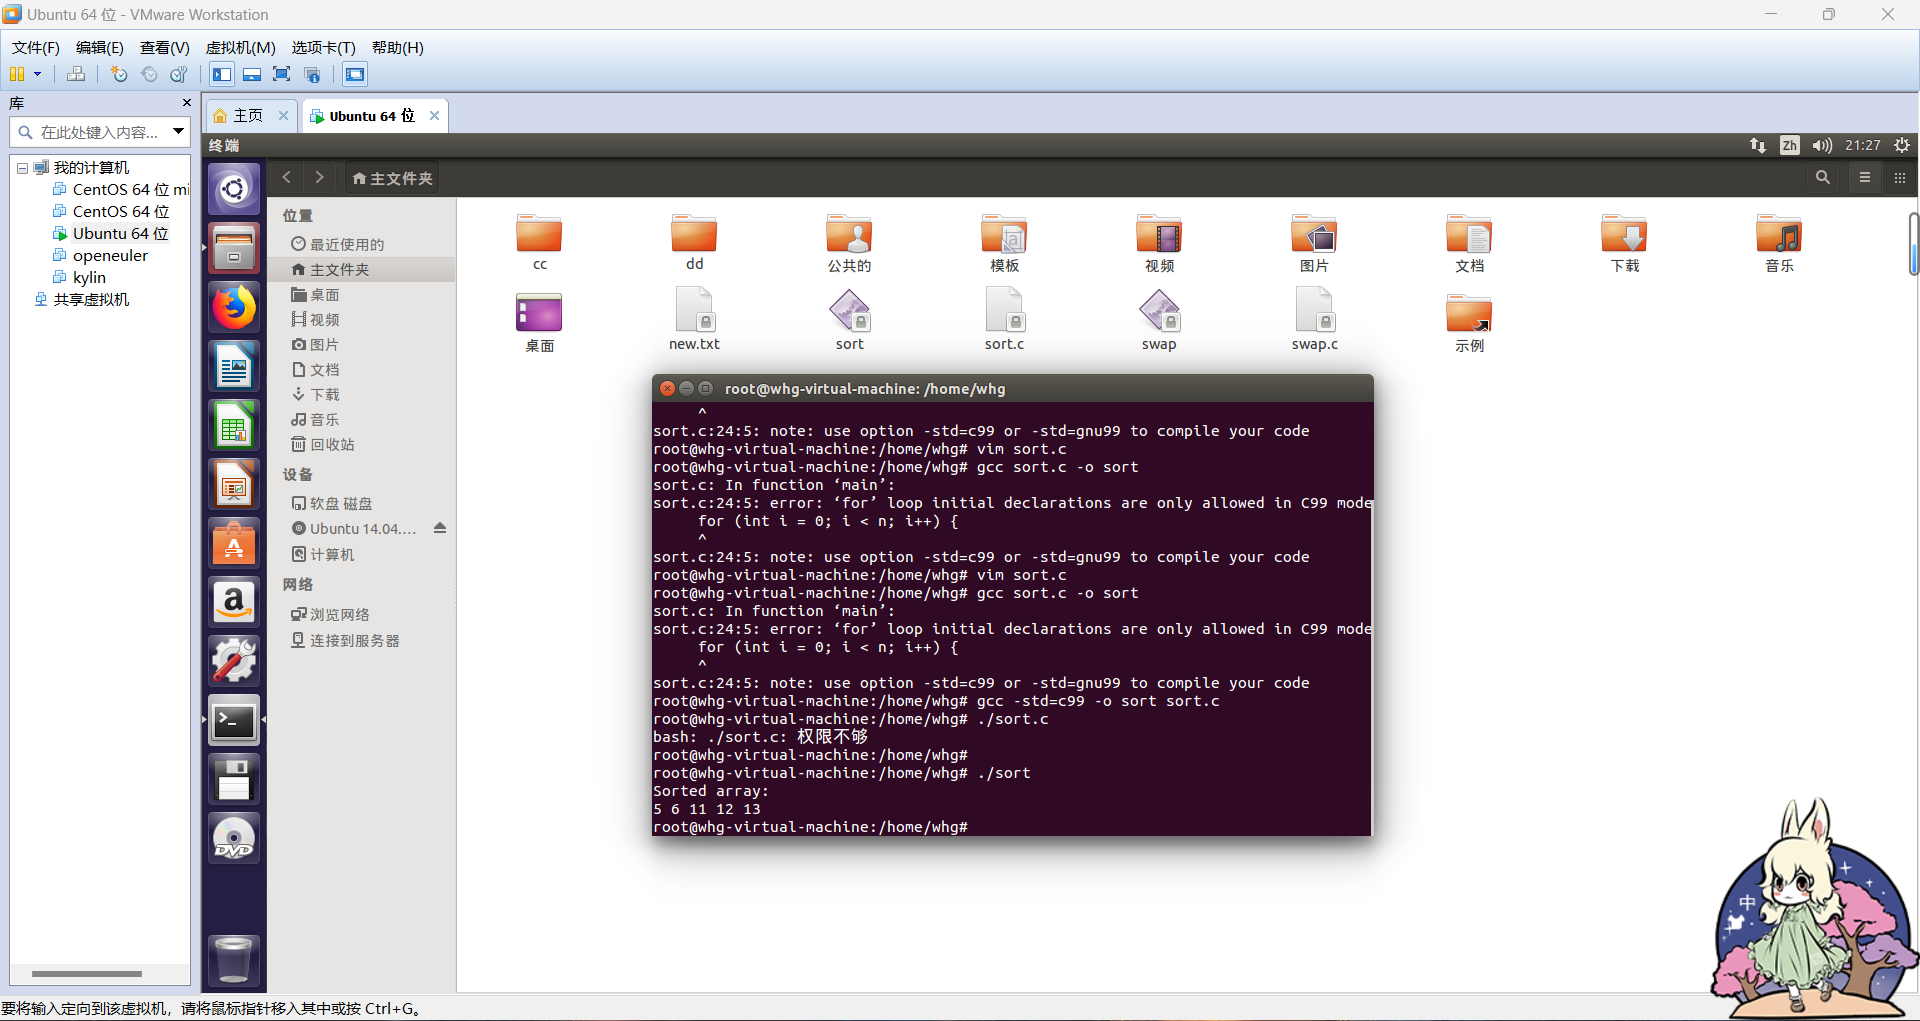 Ubuntu 64 位 - VMware Workstation
文件(F) 编辑(E) 查看(V) 虚拟机(M) 选项卡(T) 帮助(H)
库
在此处键入内容...
我的计算机
CentOS 64 位 mi
CentOS 64 位
Ubuntu 64 位
openeuler
kylin
共享虚拟机
主页
Ubuntu 64 位
终端
Zh
21:27
主文件夹
位置
最近使用的
主文件夹
桌面
视频
图片
文档
下载
音乐
回收站
设备
软盘 磁盘
Ubuntu 14.04....
计算机
网络
浏览网络
连接到服务器
cc
dd
公共的
模板
视频
图片
文档
下载
音乐
桌面
new.txt
sort
sort.c
swap
swap.c
示例
root@whg-virtual-machine: /home/whg
^
sort.c:24:5: note: use option -std=c99 or -std=gnu99 to compile your code
root@whg-virtual-machine:/home/whg# vim sort.c
root@whg-virtual-machine:/home/whg# gcc sort.c -o sort
sort.c: In function ‘main’:
sort.c:24:5: error: ‘for’ loop initial declarations are only allowed in C99 mode
for (int i = 0; i < n; i++) {
^
sort.c:24:5: note: use option -std=c99 or -std=gnu99 to compile your code
root@whg-virtual-machine:/home/whg# vim sort.c
root@whg-virtual-machine:/home/whg# gcc sort.c -o sort
sort.c: In function ‘main’:
sort.c:24:5: error: ‘for’ loop initial declarations are only allowed in C99 mode
for (int i = 0; i < n; i++) {
^
sort.c:24:5: note: use option -std=c99 or -std=gnu99 to compile your code
root@whg-virtual-machine:/home/whg# gcc -std=c99 -o sort sort.c
root@whg-virtual-machine:/home/whg# ./sort.c
bash: ./sort.c: 权限不够
root@whg-virtual-machine:/home/whg#
root@whg-virtual-machine:/home/whg# ./sort
Sorted array:
5 6 11 12 13
root@whg-virtual-machine:/home/whg#
a
DVD
中
要将输入定向到该虚拟机，请将鼠标指针移入其中或按 Ctrl+G。